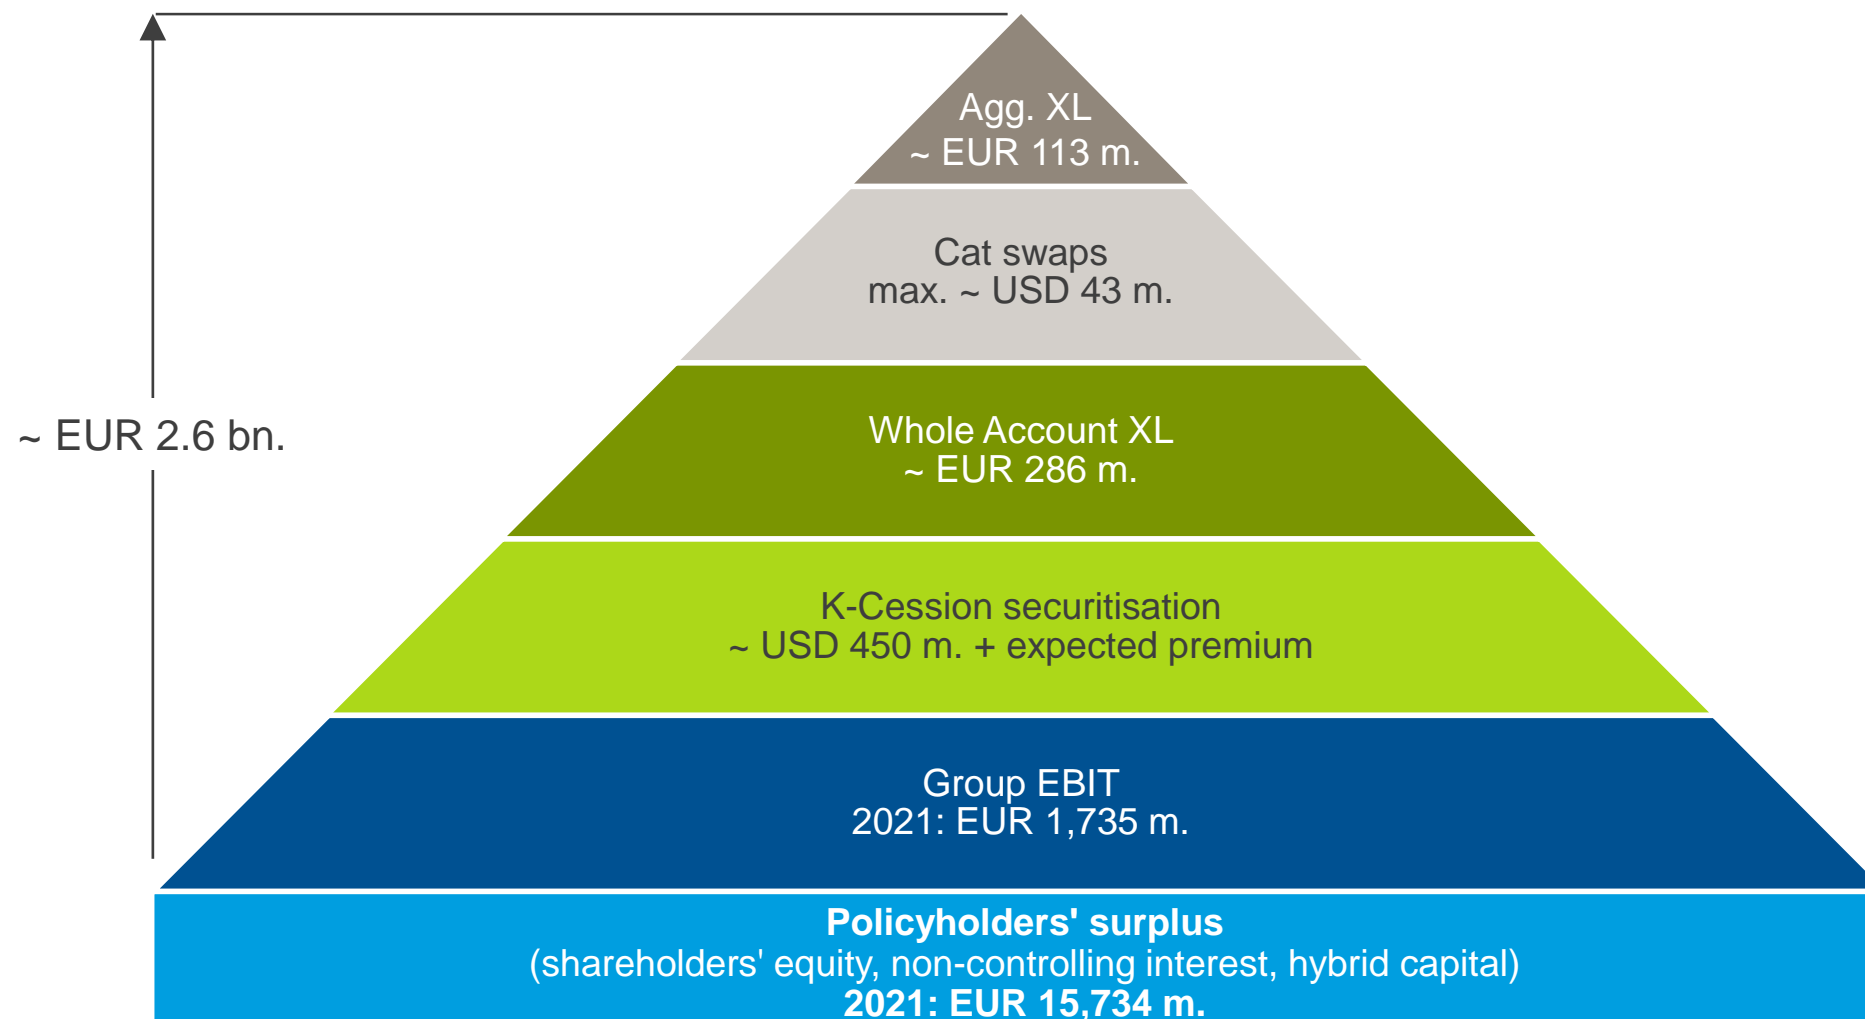 Agg. XL
~ EUR 113 m.
Cat swaps
max. ~ USD 43 m.
~ EUR 2.6 bn.
Whole Account XL
~ EUR 286 m.
K-Cession securitisation
~ USD 450 m. + expected premium
Group EBIT
2021: EUR 1,735 m.
Policyholders' surplus
(shareholders' equity, non-controlling interest, hybrid capital)
2021: EUR 15,734 m.